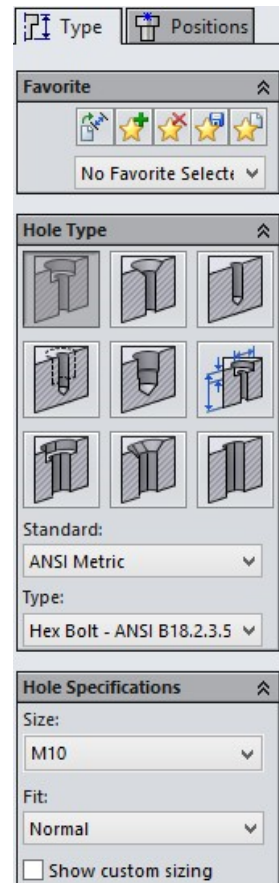 Type Positions
Favorite
No Favorite Selecte
Hole Type
Standard:
ANSI Metric
Type:
Hex Bolt - ANSI B18.2.3.5
Hole Specifications
Size:
M10
Fit:
Normal
Show custom sizing